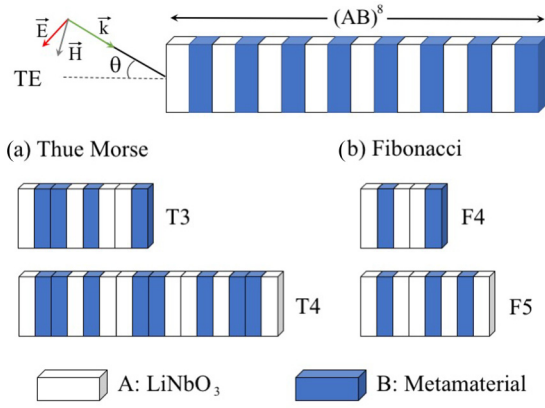 (AB)⁸
E⃗ k⃗
H⃗
TE θ
(a) Thue Morse (b) Fibonacci
T3 F4
T4 F5
A: LiNbO₃ B: Metamaterial